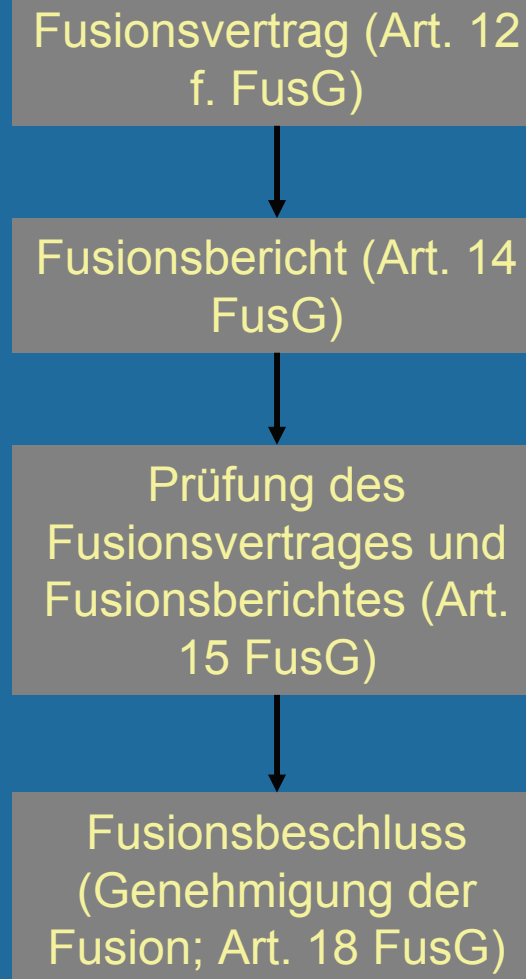 Fusionsvertrag (Art. 12
f. FusG)
Fusionsbericht (Art. 14
FusG)
Prüfung des
Fusionsvertrages und
Fusionsberichtes (Art.
15 FusG)
Fusionsbeschluss
(Genehmigung der
Fusion; Art. 18 FusG)